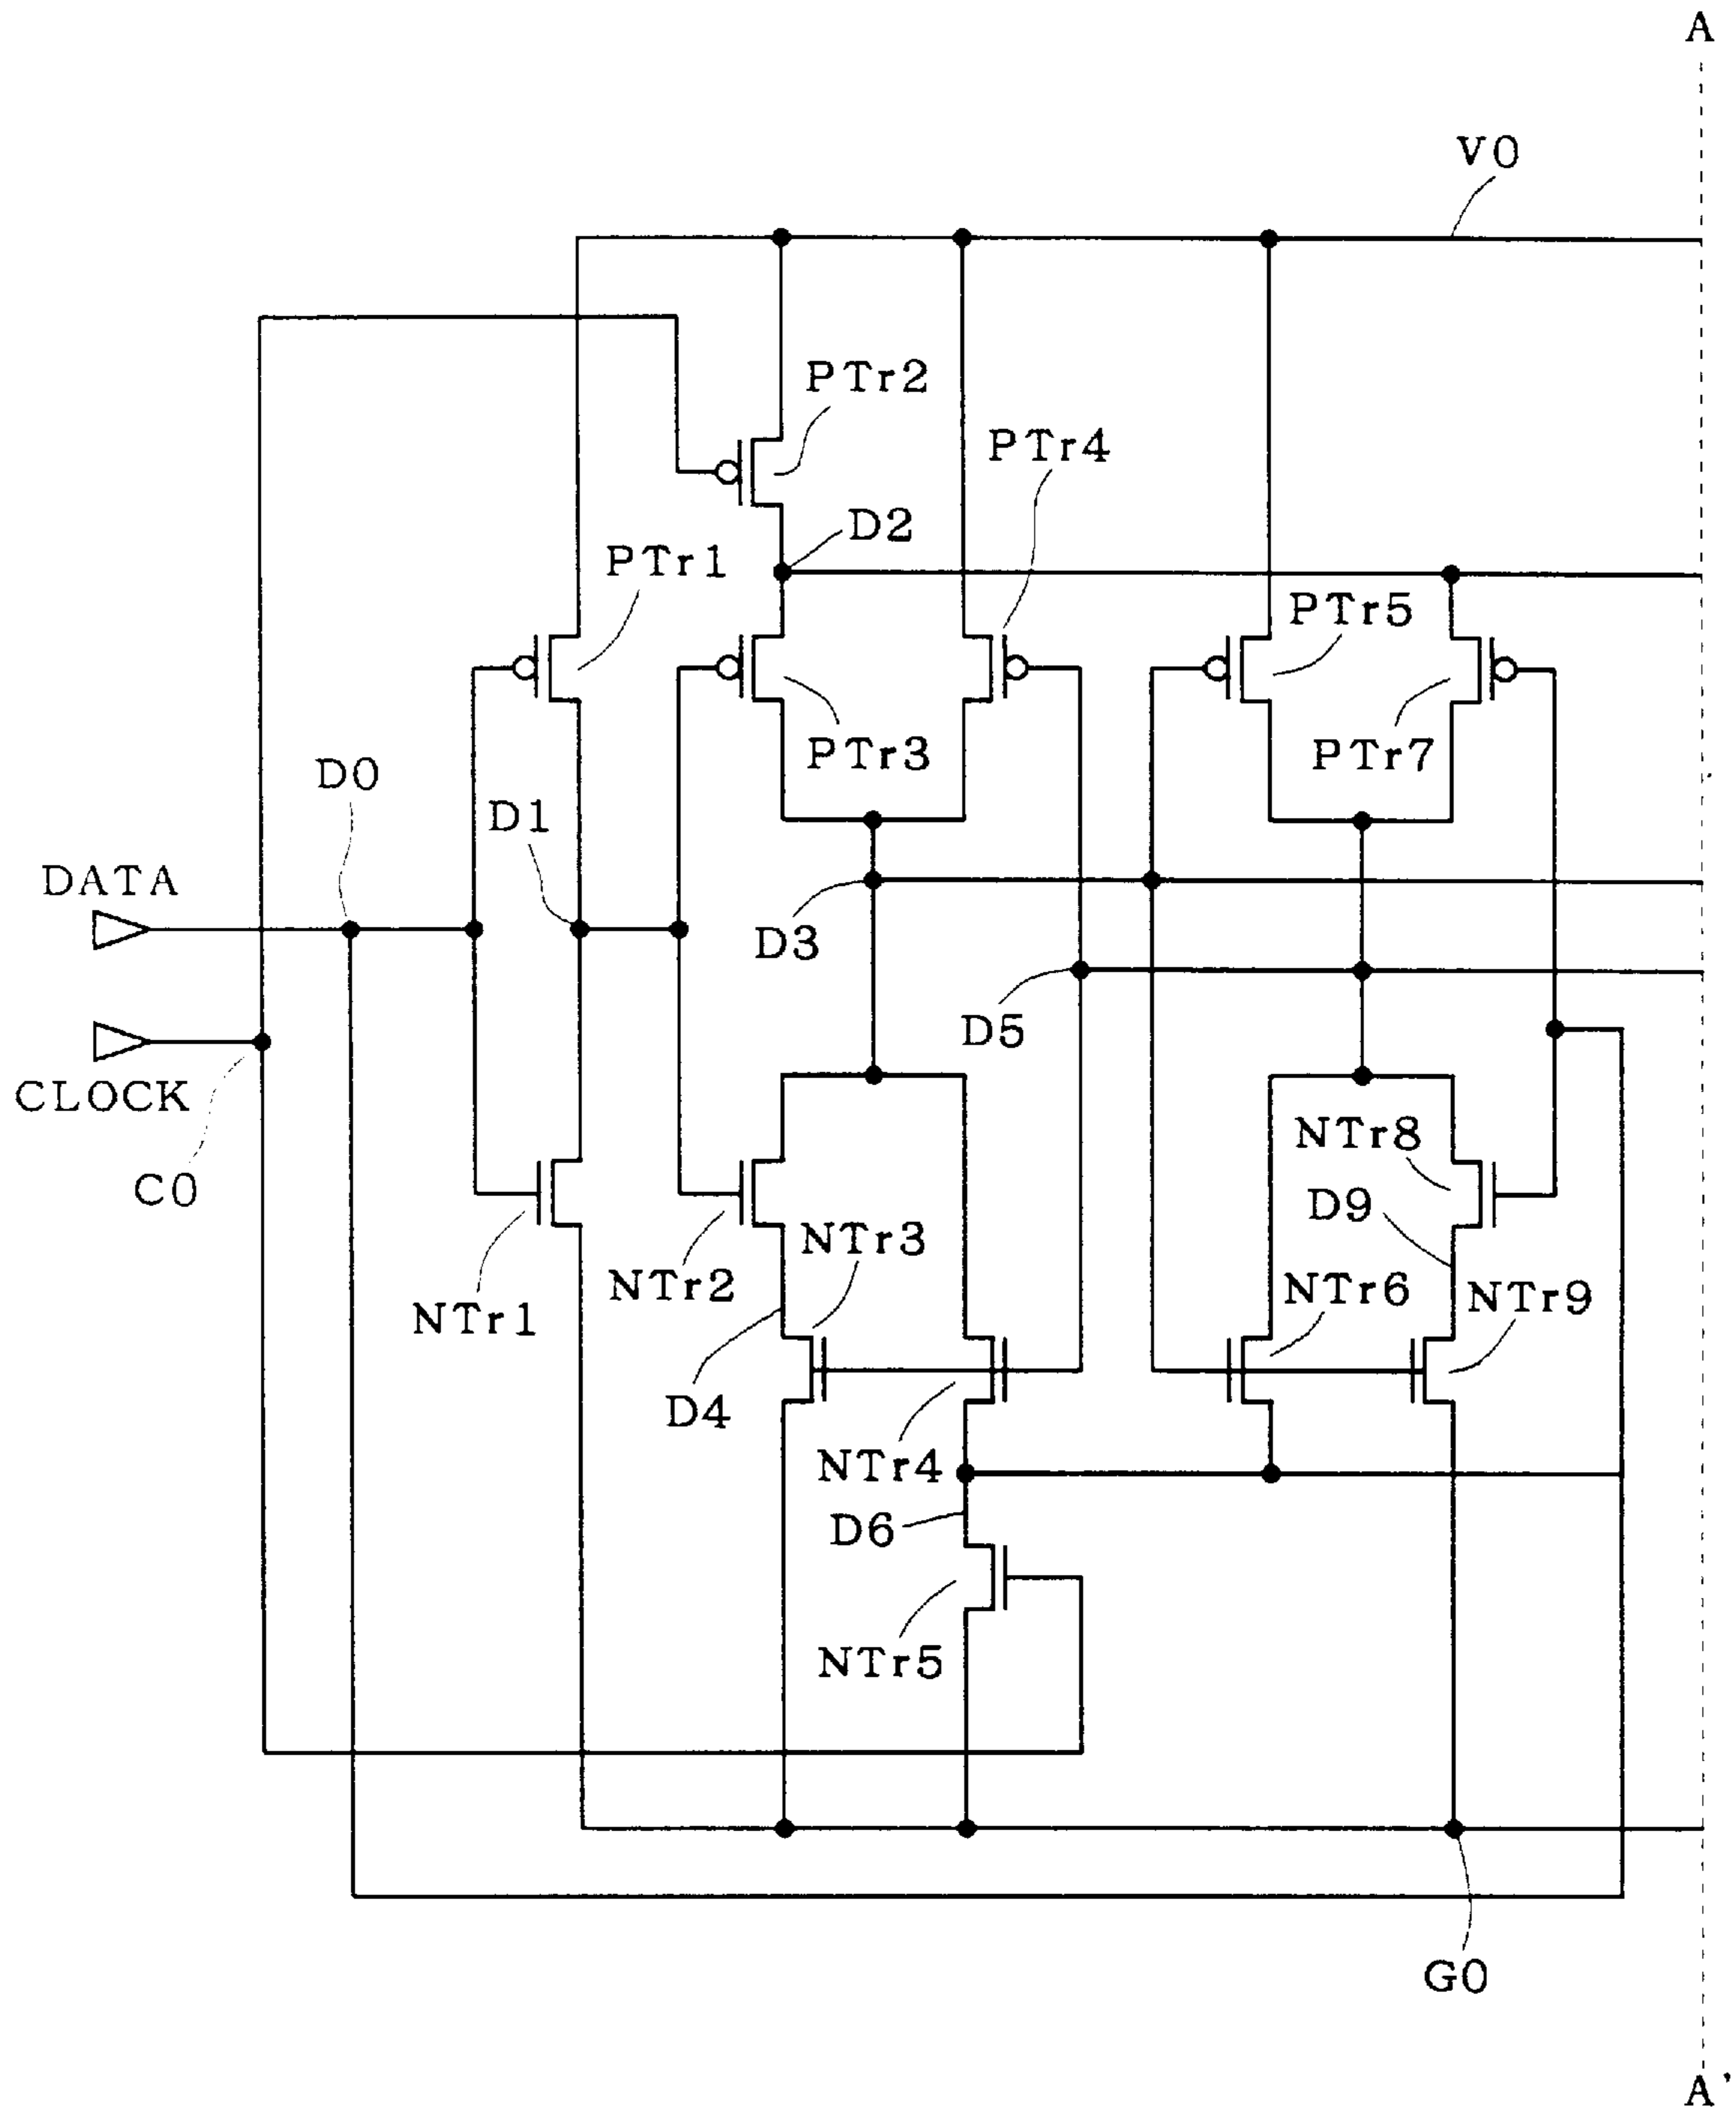 A
V0
PTr2
PTr4
D2
PTr1
PTr5
PTr3
PTr7
D0
D1
DATA
D3
D5
CLOCK
NTr8
C0
D9
NTr3
NTr2
NTr6
NTr9
NTr1
D4
NTr4
D6
NTr5
G0
A'